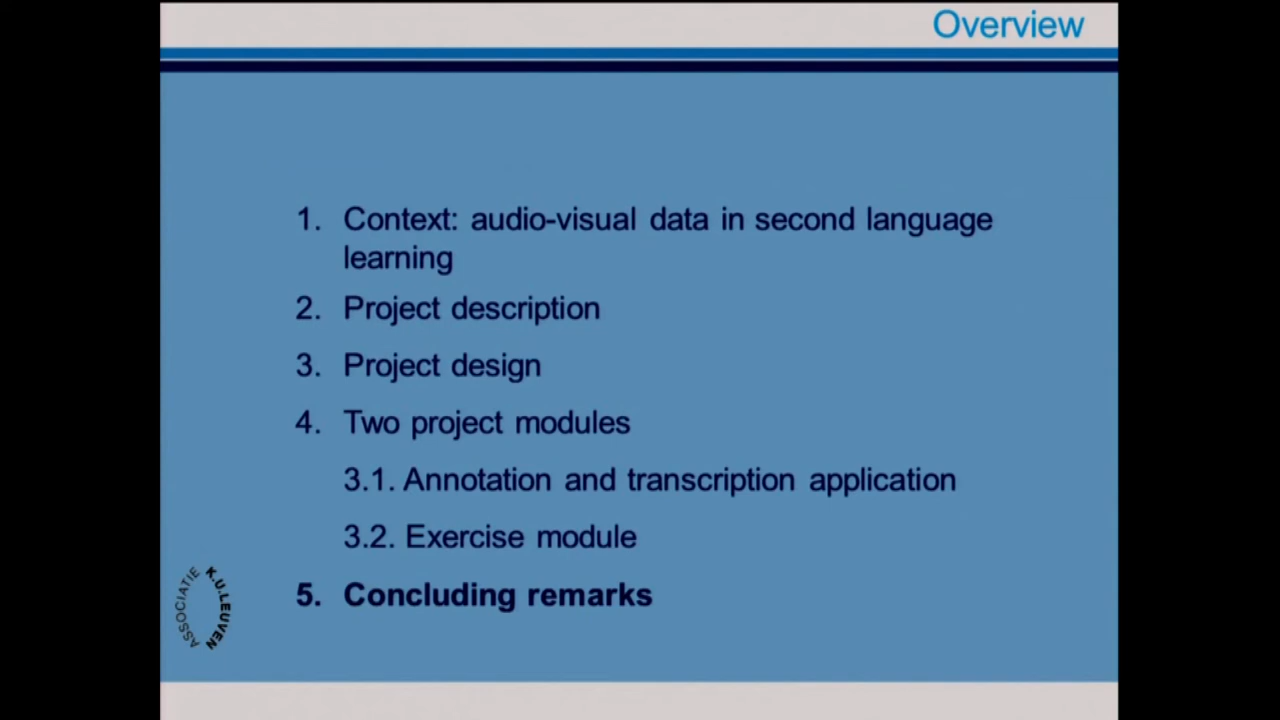 Overview
1. Context: audio-visual data in second language
learning
2. Project description
3. Project design
4. Two project modules
3.1. Annotation and transcription application
3.2. Exercise module
5. Concluding remarks
ASSOCIATIE
K.U.LEUVEN